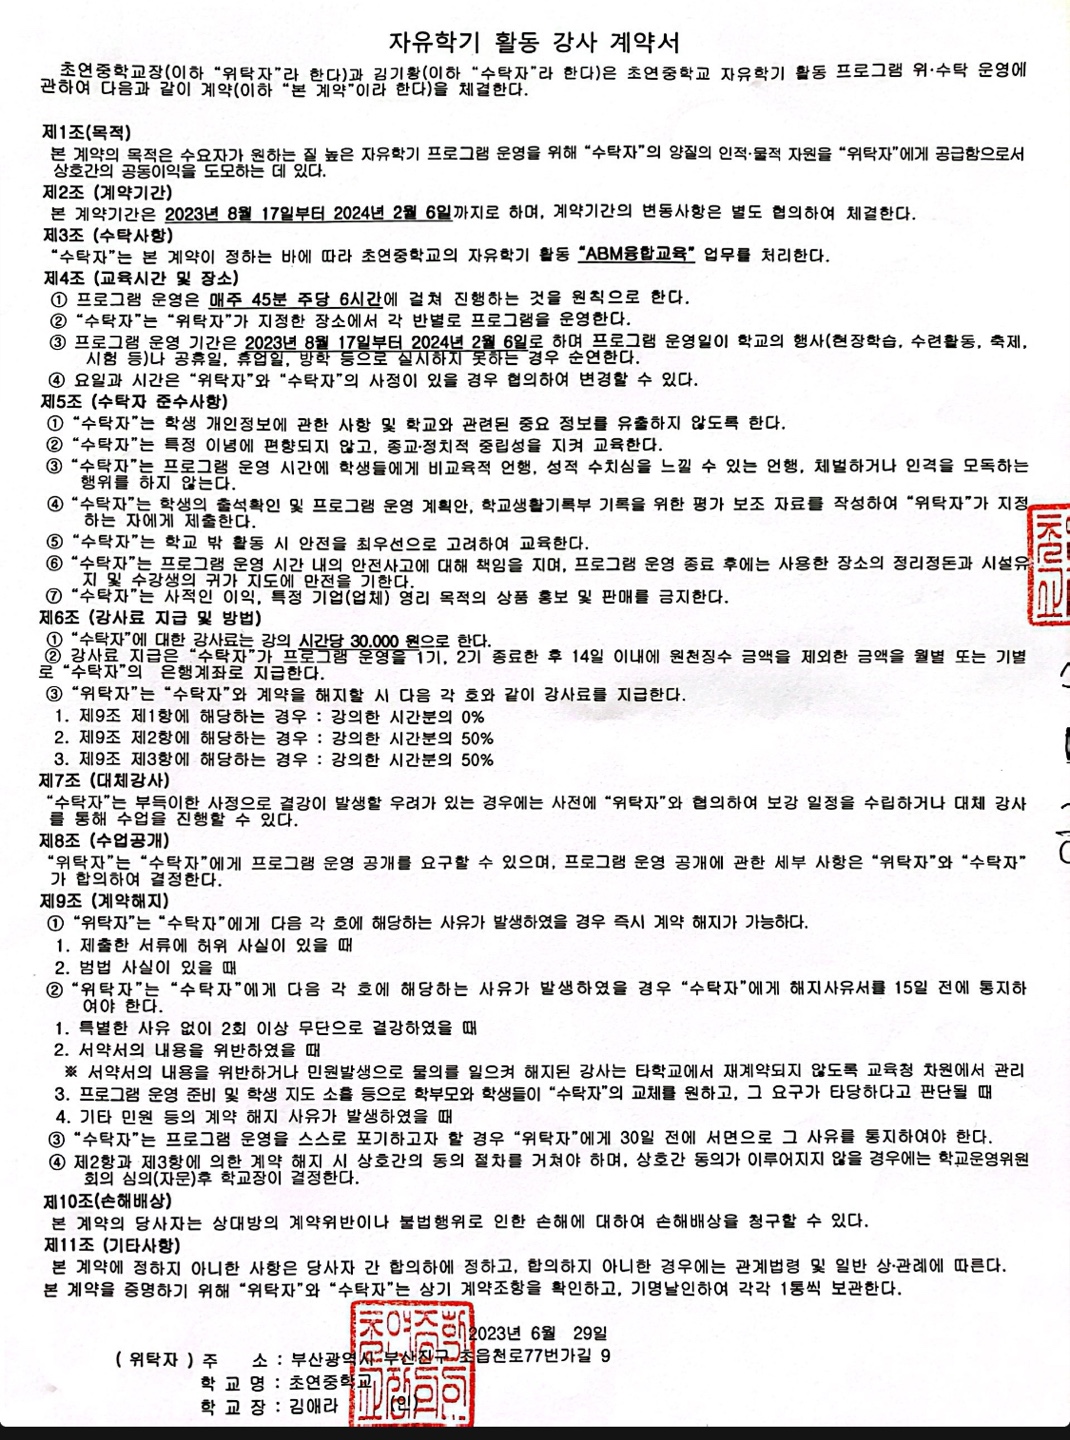 자유학기 활동 강사 계약서
초연중학교장(이하 "위탁자"라 한다)과 김기황(이하 "수탁자"라 한다)은 초연중학교 자유학기 활동 프로그램 위·수탁 운영에
관하여 다음과 같이 계약(이하 "본 계약"이라 한다)을 체결한다.
제1조(목적)
본 계약의 목적은 수요자가 원하는 질 높은 자유학기 프로그램 운영을 위해 "수탁자"의 양질의 인적·물적 자원을 "위탁자"에게 공급함으로서
상호간의 공동이익을 도모하는 데 있다.
제2조 (계약기간)
본 계약기간은 2023년 8월 17일부터 2024년 2월 6일까지로 하며, 계약기간의 변동사항은 별도 협의하여 체결한다.
제3조 (수탁사항)
"수탁자"는 본 계약이 정하는 바에 따라 초연중학교의 자유학기 활동 "ABM융합교육" 업무를 처리한다.
제4조 (교육시간 및 장소)
① 프로그램 운영은 매주 45분 주당 6시간에 걸쳐 진행하는 것을 원칙으로 한다.
② "수탁자"는 "위탁자"가 지정한 장소에서 각 반별로 프로그램을 운영한다.
③ 프로그램 운영 기간은 2023년 8월 17일부터 2024년 2월 6일로 하며 프로그램 운영일이 학교의 행사(현장학습, 수련활동, 축제,
시험 등)나 공휴일, 휴업일, 방학 등으로 실시하지 못하는 경우 순연한다.
④ 요일과 시간은 "위탁자"와 "수탁자"의 사정이 있을 경우 협의하여 변경할 수 있다.
제5조 (수탁자 준수사항)
① "수탁자"는 학생 개인정보에 관한 사항 및 학교와 관련된 중요 정보를 유출하지 않도록 한다.
② "수탁자"는 특정 이념에 편향되지 않고, 종교·정치적 중립성을 지켜 교육한다.
③ "수탁자"는 프로그램 운영 시간에 학생들에게 비교육적 언행, 성적 수치심을 느낄 수 있는 언행, 체벌하거나 인격을 모독하는
행위를 하지 않는다.
④ "수탁자"는 학생의 출석확인 및 프로그램 운영 계획안, 학교생활기록부 기록을 위한 평가 보조 자료를 작성하여 "위탁자"가 지정
하는 자에게 제출한다.
⑤ "수탁자"는 학교 밖 활동 시 안전을 최우선으로 고려하여 교육한다.
⑥ "수탁자"는 프로그램 운영 시간 내의 안전사고에 대해 책임을 지며, 프로그램 운영 종료 후에는 사용한 장소의 정리정돈과 시설유
지 및 수강생의 귀가 지도에 만전을 기한다.
⑦ "수탁자"는 사적인 이익, 특정 기업(업체) 영리 목적의 상품 홍보 및 판매를 금지한다.
제6조 (강사료 지급 및 방법)
① "수탁자"에 대한 강사료는 강의 시간당 30.000 원으로 한다.
② 강사료 지급은 "수탁자"가 프로그램 운영을 1기, 2기 종료한 후 14일 이내에 원천징수 금액을 제외한 금액을 월별 또는 기별
로 "수탁자"의 은행계좌로 지급한다.
③ "위탁자"는 "수탁자"와 계약을 해지할 시 다음 각 호와 같이 강사료를 지급한다.
1. 제9조 제1항에 해당하는 경우 : 강의한 시간분의 0%
2. 제9조 제2항에 해당하는 경우 : 강의한 시간분의 50%
3. 제9조 제3항에 해당하는 경우 : 강의한 시간분의 50%
제7조 (대체강사)
"수탁자"는 부득이한 사정으로 결강이 발생할 우려가 있는 경우에는 사전에 "위탁자"와 협의하여 보강 일정을 수립하거나 대체 강사
를 통해 수업을 진행할 수 있다.
제8조 (수업공개)
"위탁자"는 "수탁자"에게 프로그램 운영 공개를 요구할 수 있으며, 프로그램 운영 공개에 관한 세부 사항은 "위탁자"와 "수탁자"
가 합의하여 결정한다.
제9조 (계약해지)
① "위탁자"는 "수탁자"에게 다음 각 호에 해당하는 사유가 발생하였을 경우 즉시 계약 해지가 가능하다.
1. 제출한 서류에 허위 사실이 있을 때
2. 범법 사실이 있을 때
② "위탁자"는 "수탁자"에게 다음 각 호에 해당하는 사유가 발생하였을 경우 "수탁자"에게 해지사유서를 15일 전에 통지하
여야 한다.
1. 특별한 사유 없이 2회 이상 무단으로 결강하였을 때
2. 서약서의 내용을 위반하였을 때
※ 서약서의 내용을 위반하거나 민원발생으로 물의를 일으켜 해지된 강사는 타학교에서 재계약되지 않도록 교육청 차원에서 관리
3. 프로그램 운영 준비 및 학생 지도 소홀 등으로 학부모와 학생들이 "수탁자"의 교체를 원하고, 그 요구가 타당하다고 판단될 때
4. 기타 민원 등의 계약 해지 사유가 발생하였을 때
③ "수탁자"는 프로그램 운영을 스스로 포기하고자 할 경우 "위탁자"에게 30일 전에 서면으로 그 사유를 통지하여야 한다.
④ 제2항과 제3항에 의한 계약 해지 시 상호간의 동의 절차를 거쳐야 하며, 상호간 동의가 이루어지지 않을 경우에는 학교운영위원
회의 심의(자문)후 학교장이 결정한다.
제10조(손해배상)
본 계약의 당사자는 상대방의 계약위반이나 불법행위로 인한 손해에 대하여 손해배상을 청구할 수 있다.
제11조 (기타사항)
본 계약에 정하지 아니한 사항은 당사자 간 합의하에 정하고, 합의하지 아니한 경우에는 관계법령 및 일반 상·관례에 따른다.
본 계약을 증명하기 위해 "위탁자"와 "수탁자"는 상기 계약조항을 확인하고, 기명날인하여 각각 1통씩 보관한다.
2023년 6월 29일
( 위탁자 ) 주 소 : 부산광역시 부산진구 초읍천로77번가길 9
학 교 명 : 초연중학교
학 교 장 : 김애라 (인)